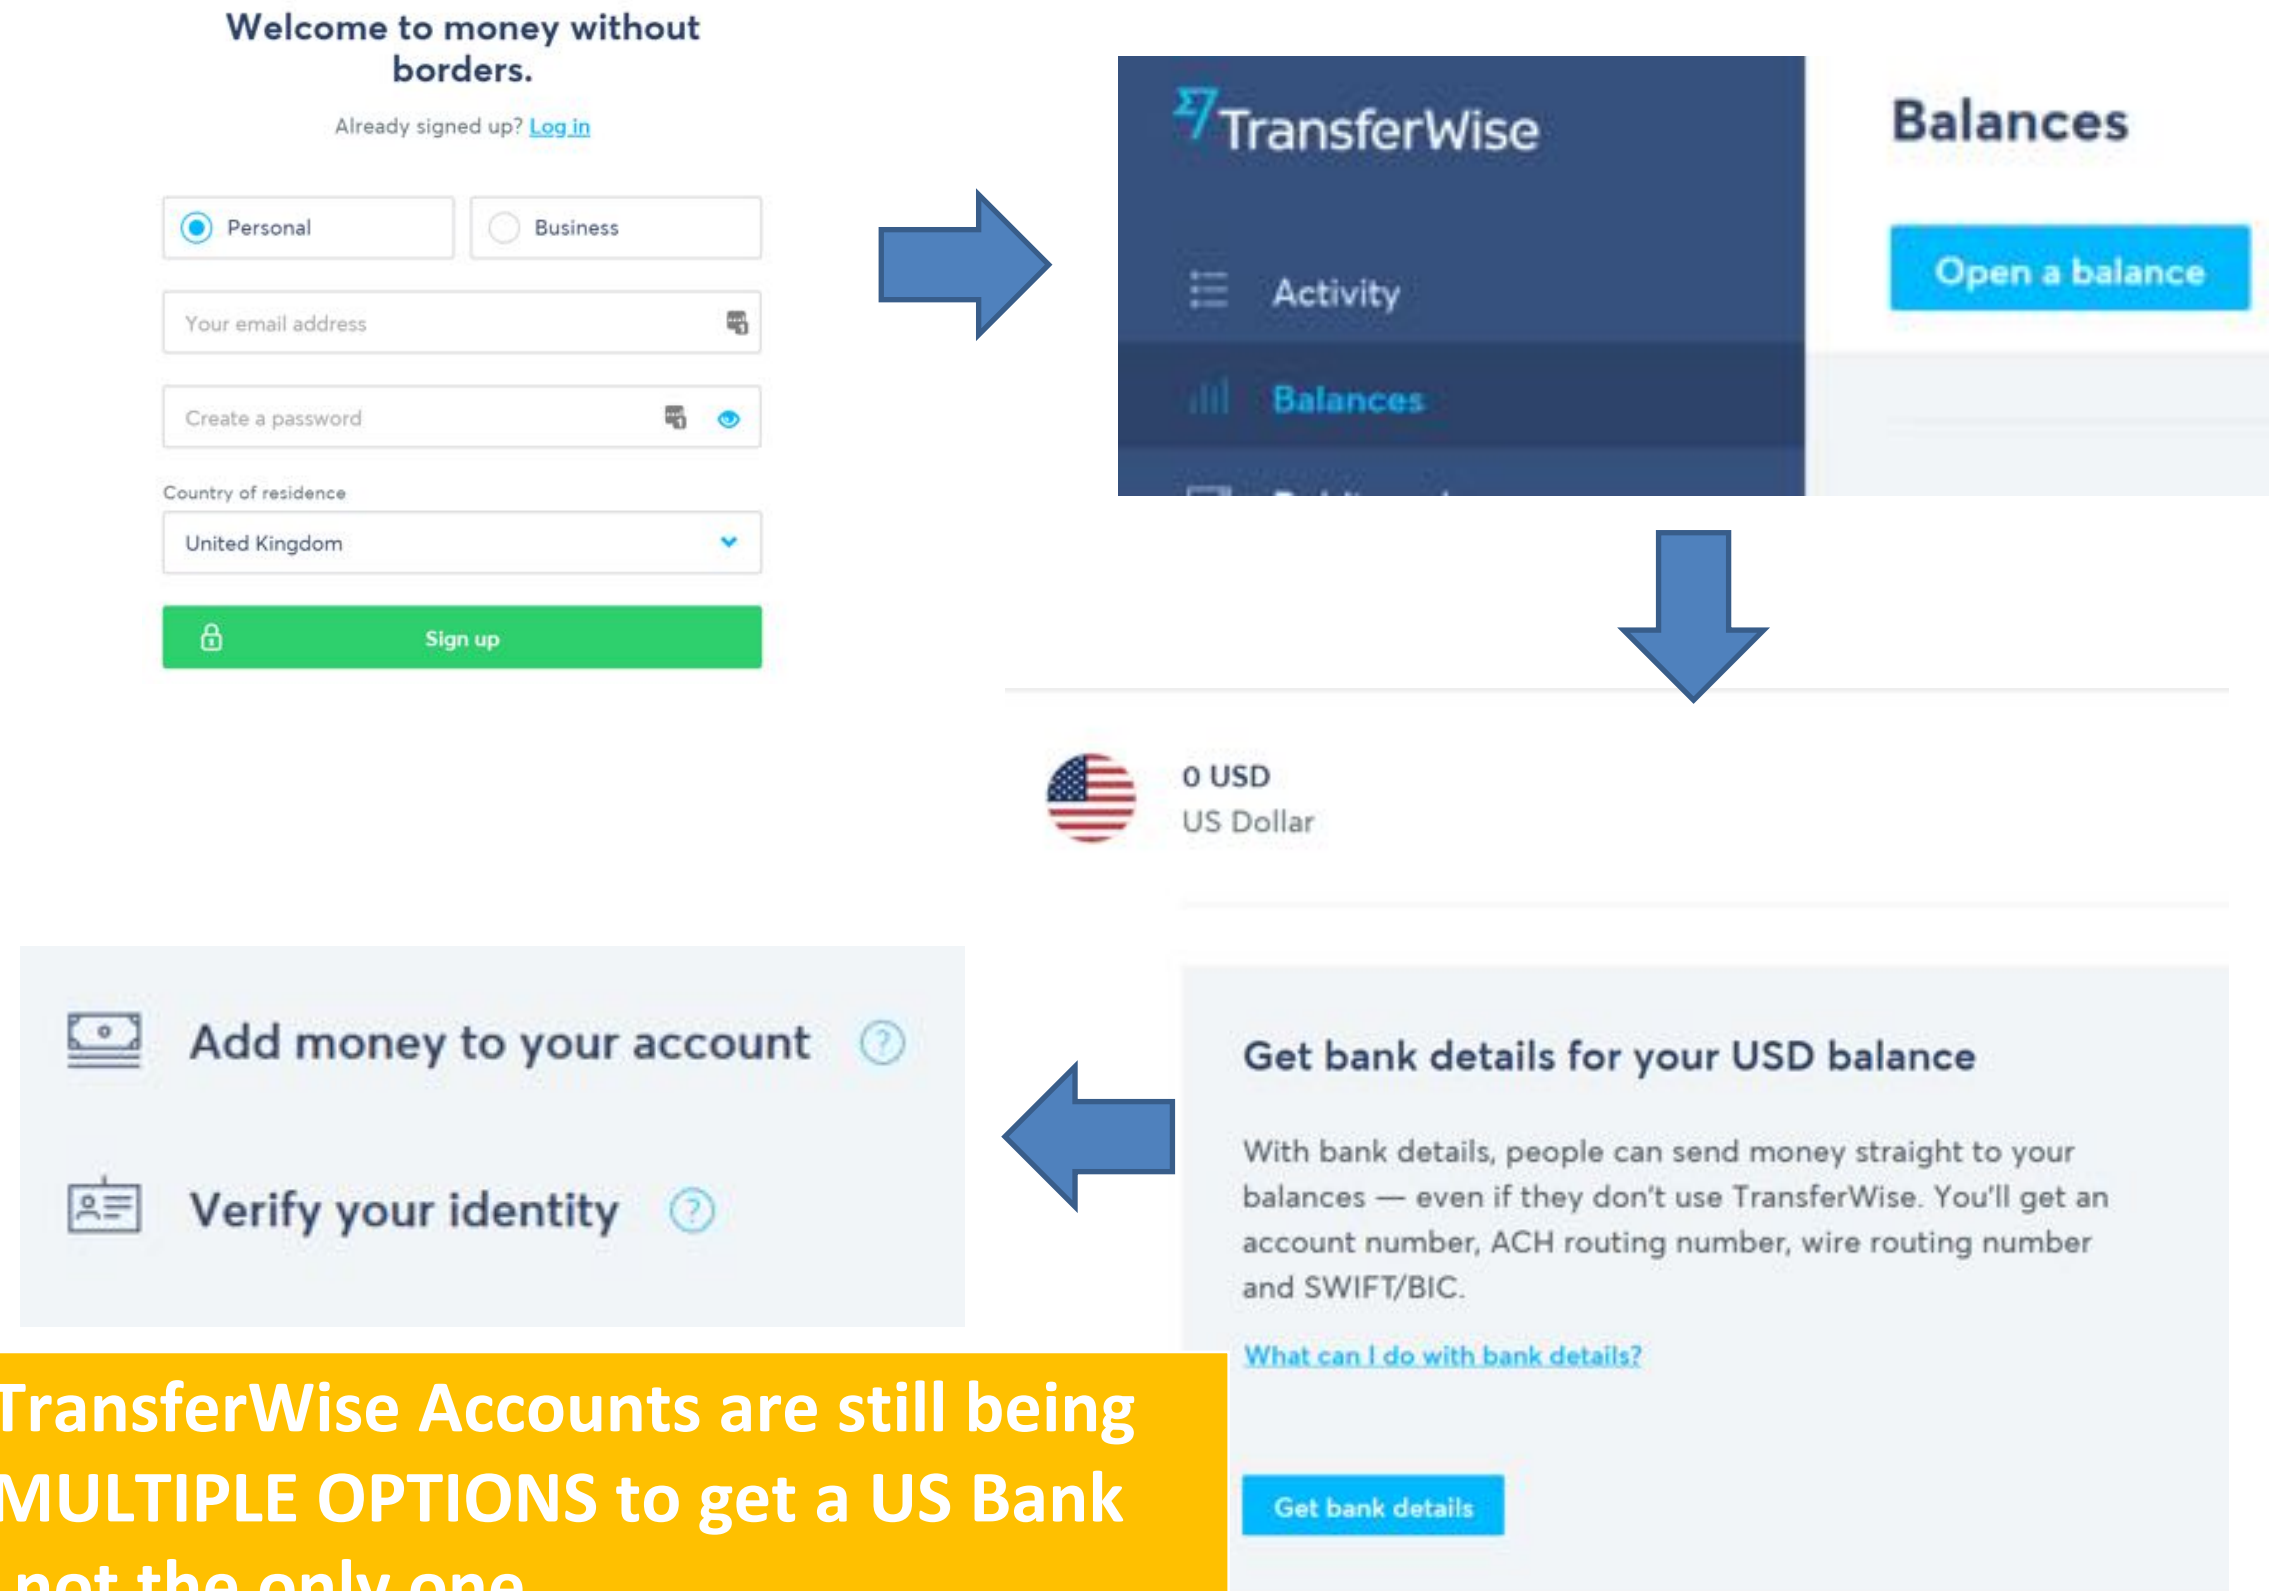 Welcome to money without
borders.
Already signed up? Log in
Personal
Business
Your email address
Create a password
Country of residence
United Kingdom
Sign up
TransferWise
Activity
Balances
Balances
Open a balance
0 USD
US Dollar
Get bank details for your USD balance
With bank details, people can send money straight to your
balances — even if they don't use TransferWise. You'll get an
account number, ACH routing number, wire routing number
and SWIFT/BIC.
What can I do with bank details?
Get bank details
Add money to your account
Verify your identity
TransferWise Accounts are still being
MULTIPLE OPTIONS to get a US Bank
not the only one